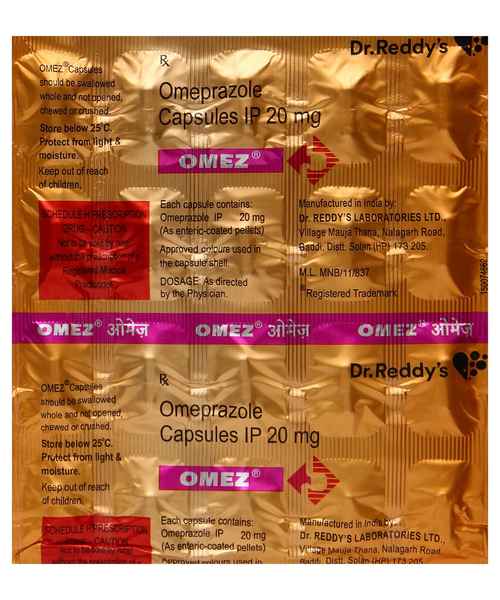 Dr.Reddy's
OMEZ® Capsules
should be swallowed
whole and not opened,
chewed or crushed.
Store below 25°C.
Protect from light &
moisture.
Keep out of reach
of children.
Rx
Omeprazole
Capsules IP 20 mg
OMEZ®
SCHEDULE H PRESCRIPTION
DRUG – CAUTION
Not to be sold by retail
without the prescription of a
Registered Medical
Practitioner.
Each capsule contains:
Omeprazole IP 20 mg
(As enteric-coated pellets)
Approved colours used in
the capsule shell.
DOSAGE: As directed
by the Physician.
Manufactured in India by:
Dr. REDDY'S LABORATORIES LTD.,
Village Mauja Thana, Nalagarh Road,
Baddi, Distt. Solan (HP) 173 205.
M.L. MNB/11/837
®Registered Trademark
150074662
OMEZ® ओमेज़ OMEZ® ओमेज़ OMEZ® ओमेज़
Dr.Reddy's
OMEZ® Capsules
should be swallowed
whole and not opened,
chewed or crushed.
Store below 25°C.
Protect from light &
moisture.
Keep out of reach
of children.
Rx
Omeprazole
Capsules IP 20 mg
OMEZ®
SCHEDULE H PRESCRIPTION
DRUG – CAUTION
Not to be sold by retail
without the prescription of a
Each capsule contains:
Omeprazole IP 20 mg
(As enteric-coated pellets)
Approved colours used in
Manufactured in India by:
Dr. REDDY'S LABORATORIES LTD.,
Village Mauja Thana, Nalagarh Road,
Baddi, Distt. Solan (HP) 173 205.